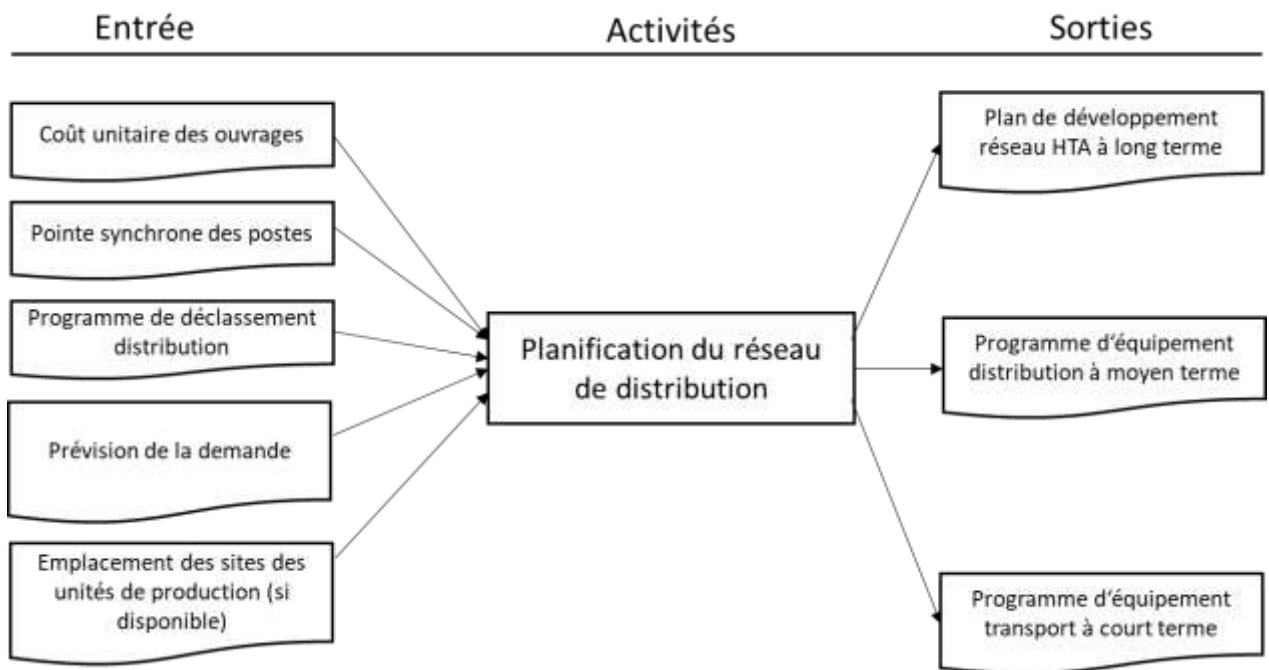 Entrée
Activités
Sorties
Coût unitaire des ouvrages
Pointe synchrone des postes
Programme de déclassement
distribution
Prévision de la demande
Emplacement des sites des
unités de production (si
disponible)
Planification du réseau
de distribution
Plan de développement
réseau HTA à long terme
Programme d'équipement
distribution à moyen terme
Programme d'équipement
transport à court terme